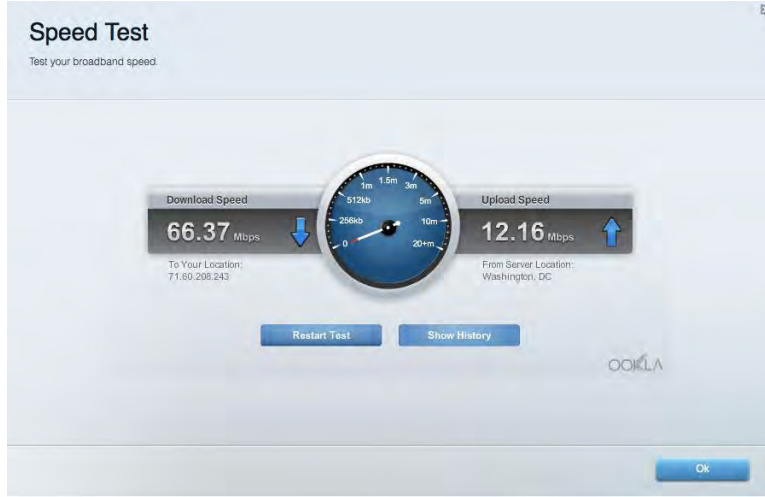 Speed Test
Test your broadband speed.
Download Speed
66.37 Mbps
To Your Location:
71.60.208.243
0
256kb
512kb
1m
1.5m
3m
5m
10m
20+m
Upload Speed
12.16 Mbps
From Server Location:
Washington, DC
Restart Test
Show History
OOKLA
Ok